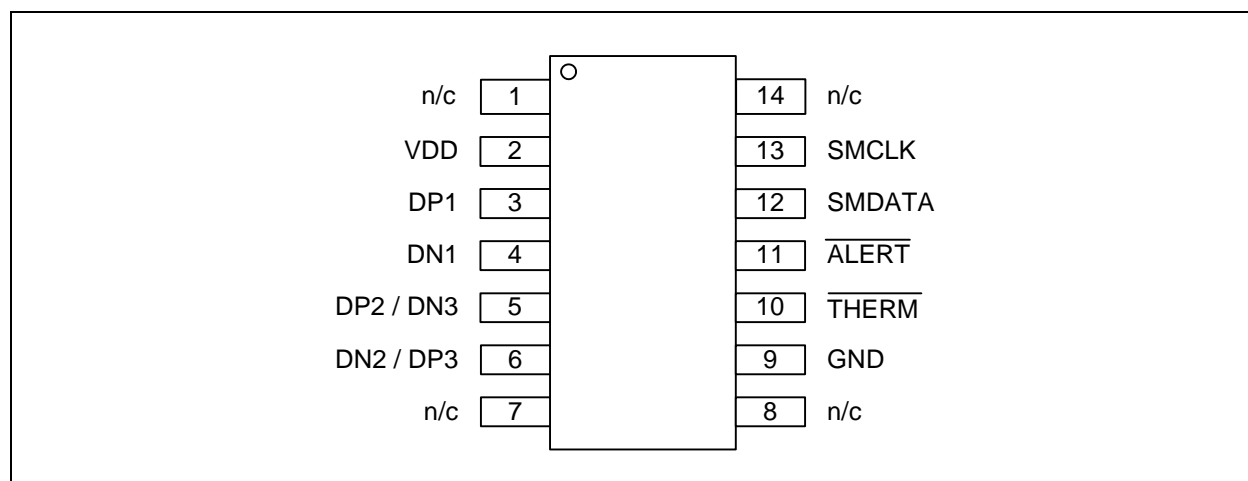 n/c 1 14 n/c
VDD 2 13 SMCLK
DP1 3 12 SMDATA
DN1 4 11 ALERT
DP2 / DN3 5 10 THERM
DN2 / DP3 6 9 GND
n/c 7 8 n/c